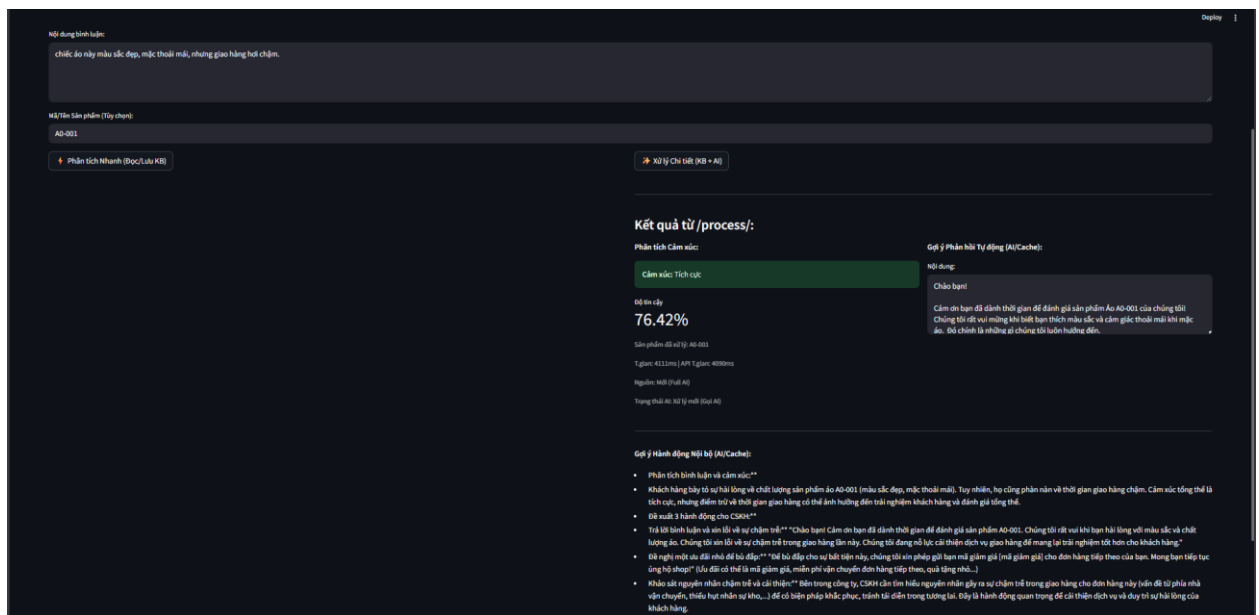 Deploy
Nội dung bình luận:
chiếc áo này màu sắc đẹp, mặc thoải mái, nhưng giao hàng hơi chậm.
Mã/Tên Sản phẩm (Tùy chọn):
A0-001
Phân tích Nhanh (Đọc/Lưu KB)
Xử lý Chi tiết (KB + AI)
Kết quả từ /process/:
Phân tích Cảm xúc:
Cảm xúc: Tích cực
Độ tin cậy
76.42%
Sản phẩm đã xử lý: A0-001
T.gian: 4111ms | API T.gian: 4090ms
Nguồn: Mới (Full AI)
Trạng thái AI: Xử lý mới (Gọi AI)
Gợi ý Phản hồi Tự động (AI/Cache):
Nội dung:
Chào bạn!
Cảm ơn bạn đã dành thời gian để đánh giá sản phẩm Áo A0-001 của chúng tôi!
Chúng tôi rất vui mừng khi biết bạn thích màu sắc và cảm giác thoải mái khi mặc
áo. Đó chính là những gì chúng tôi luôn hướng đến.
Gợi ý Hành động Nội bộ (AI/Cache):
• Phân tích bình luận và cảm xúc:**
• Khách hàng bày tỏ sự hài lòng về chất lượng sản phẩm áo A0-001 (màu sắc đẹp, mặc thoải mái). Tuy nhiên, họ cũng phàn nàn về thời gian giao hàng chậm. Cảm xúc tổng thể là
tích cực, nhưng điểm trừ về thời gian giao hàng có thể ảnh hưởng đến trải nghiệm khách hàng và đánh giá tổng thể.
• Đề xuất 3 hành động cho CSKH:**
• Trả lời bình luận và xin lỗi về sự chậm trễ:** "Chào bạn! Cảm ơn bạn đã dành thời gian để đánh giá sản phẩm A0-001. Chúng tôi rất vui khi bạn hài lòng với màu sắc và chất
lượng áo. Chúng tôi xin lỗi về sự chậm trễ trong giao hàng lần này. Chúng tôi đang nỗ lực cải thiện dịch vụ giao hàng để mang lại trải nghiệm tốt hơn cho khách hàng."
• Đề nghị một ưu đãi nhỏ để bù đắp:** "Để bù đắp cho sự bất tiện này, chúng tôi xin phép gửi bạn mã giảm giá [mã giảm giá] cho đơn hàng tiếp theo của bạn. Mong bạn tiếp tục
ủng hộ shop!" (Ưu đãi có thể là mã giảm giá, miễn phí vận chuyển đơn hàng tiếp theo, quà tặng nhỏ...)
• Khảo sát nguyên nhân chậm trễ và cải thiện:** Bên trong công ty, CSKH cần tìm hiểu nguyên nhân gây ra sự chậm trễ trong giao hàng cho đơn hàng này (vấn đề từ phía nhà
vận chuyển, thiếu hụt nhân sự kho,...) để có biện pháp khắc phục, tránh tái diễn trong tương lai. Đây là hành động quan trọng để cải thiện dịch vụ và duy trì sự hài lòng của
khách hàng.